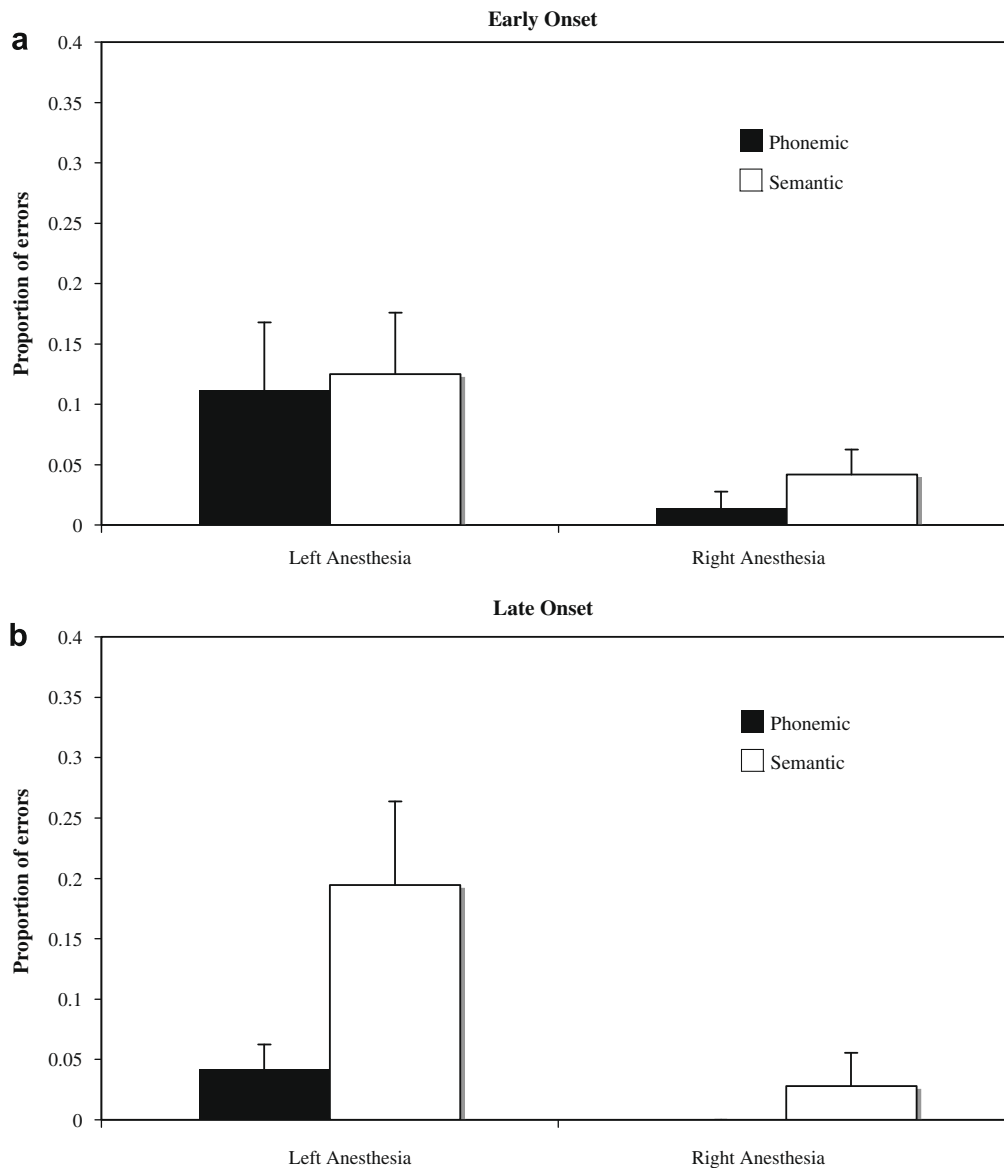 a
Early Onset
0.4
0.35
0.3
0.25
0.2
0.15
0.1
0.05
0
Proportion of errors
Phonemic
Semantic
Left Anesthesia
Right Anesthesia
b
Late Onset
0.4
0.35
0.3
0.25
0.2
0.15
0.1
0.05
0
Proportion of errors
Phonemic
Semantic
Left Anesthesia
Right Anesthesia